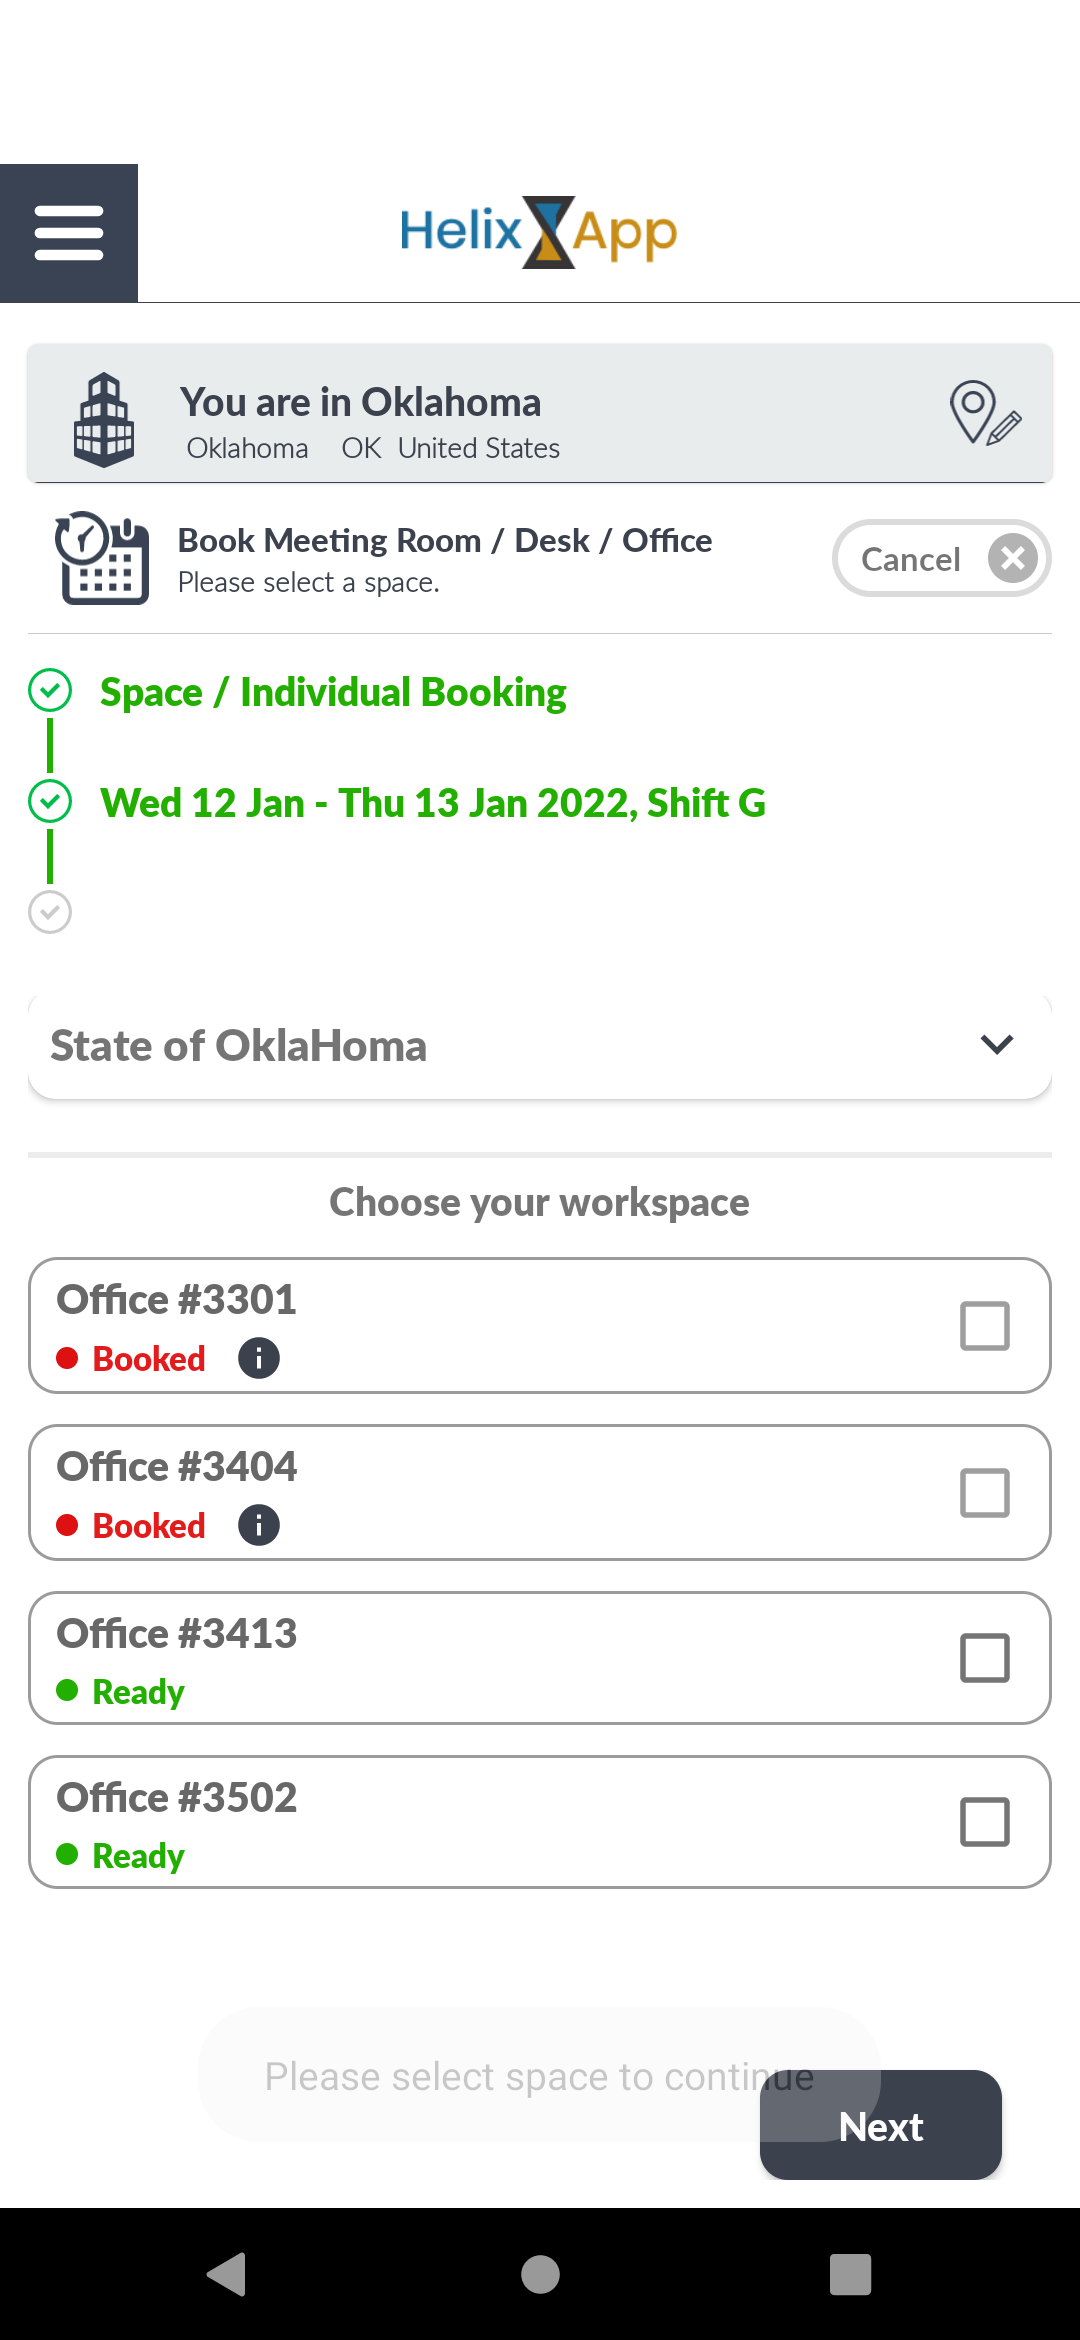 Helix App
You are in Oklahoma
Oklahoma OK United States
Book Meeting Room / Desk / Office
Please select a space.
Cancel
Space / Individual Booking
Wed 12 Jan - Thu 13 Jan 2022, Shift G
State of OklaHoma
Choose your workspace
Office #3301
Booked
Office #3404
Booked
Office #3413
Ready
Office #3502
Ready
Please select space to continue
Next